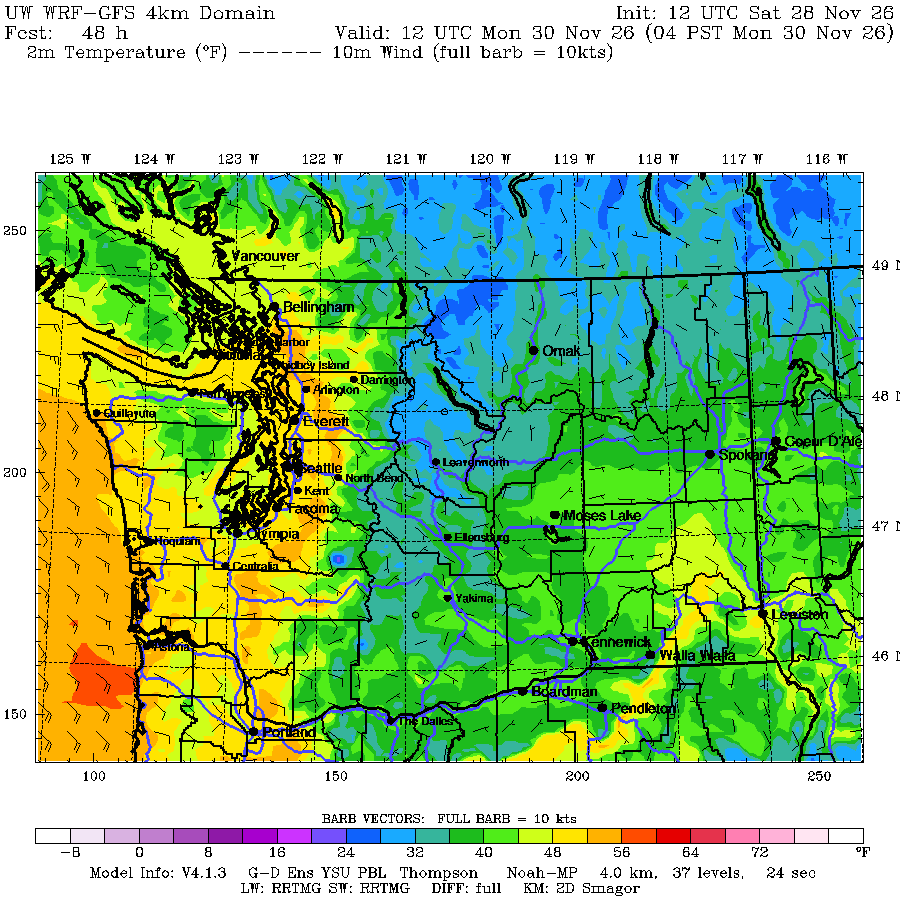 UW WRF-GFS 4km Domain Init: 12 UTC Sat 28 Nov 26
Fcst: 48 h Valid: 12 UTC Mon 30 Nov 26 (04 PST Mon 30 Nov 26)
2m Temperature (°F) ------ 10m Wind (full barb = 10kts)
125 W 124 W 123 W 122 W 121 W 120 W 119 W 118 W 117 W 116 W
250
Vancouver
49 N
Bellingham
Harbor
Omak
Whidbey Island
Darrington
Arlington
48 N
Quillayute
Everett
Coeur D'Ale
Spokane
Leavenworth
Seattle
200
North Bend
Kent
Tacoma
Moses Lake
47 N
Olympia
Hoquiam
Ellensburg
Centralia
Yakima
Lewiston
Kennewick
Astoria
Walla Walla
46 N
Boardman
Pendleton
150
The Dalles
Portland
100 150 200 250
BARB VECTORS: FULL BARB = 10 kts
-8 0 8 16 24 32 40 48 56 64 72 °F
Model Info: V4.1.3 G-D Ens YSU PBL Thompson Noah-MP 4.0 km, 37 levels, 24 sec
LW: RRTMG SW: RRTMG DIFF: full KM: 2D Smagor